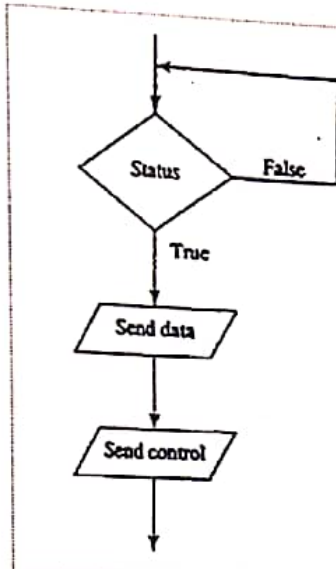 Status
False
True
Send data
Send control